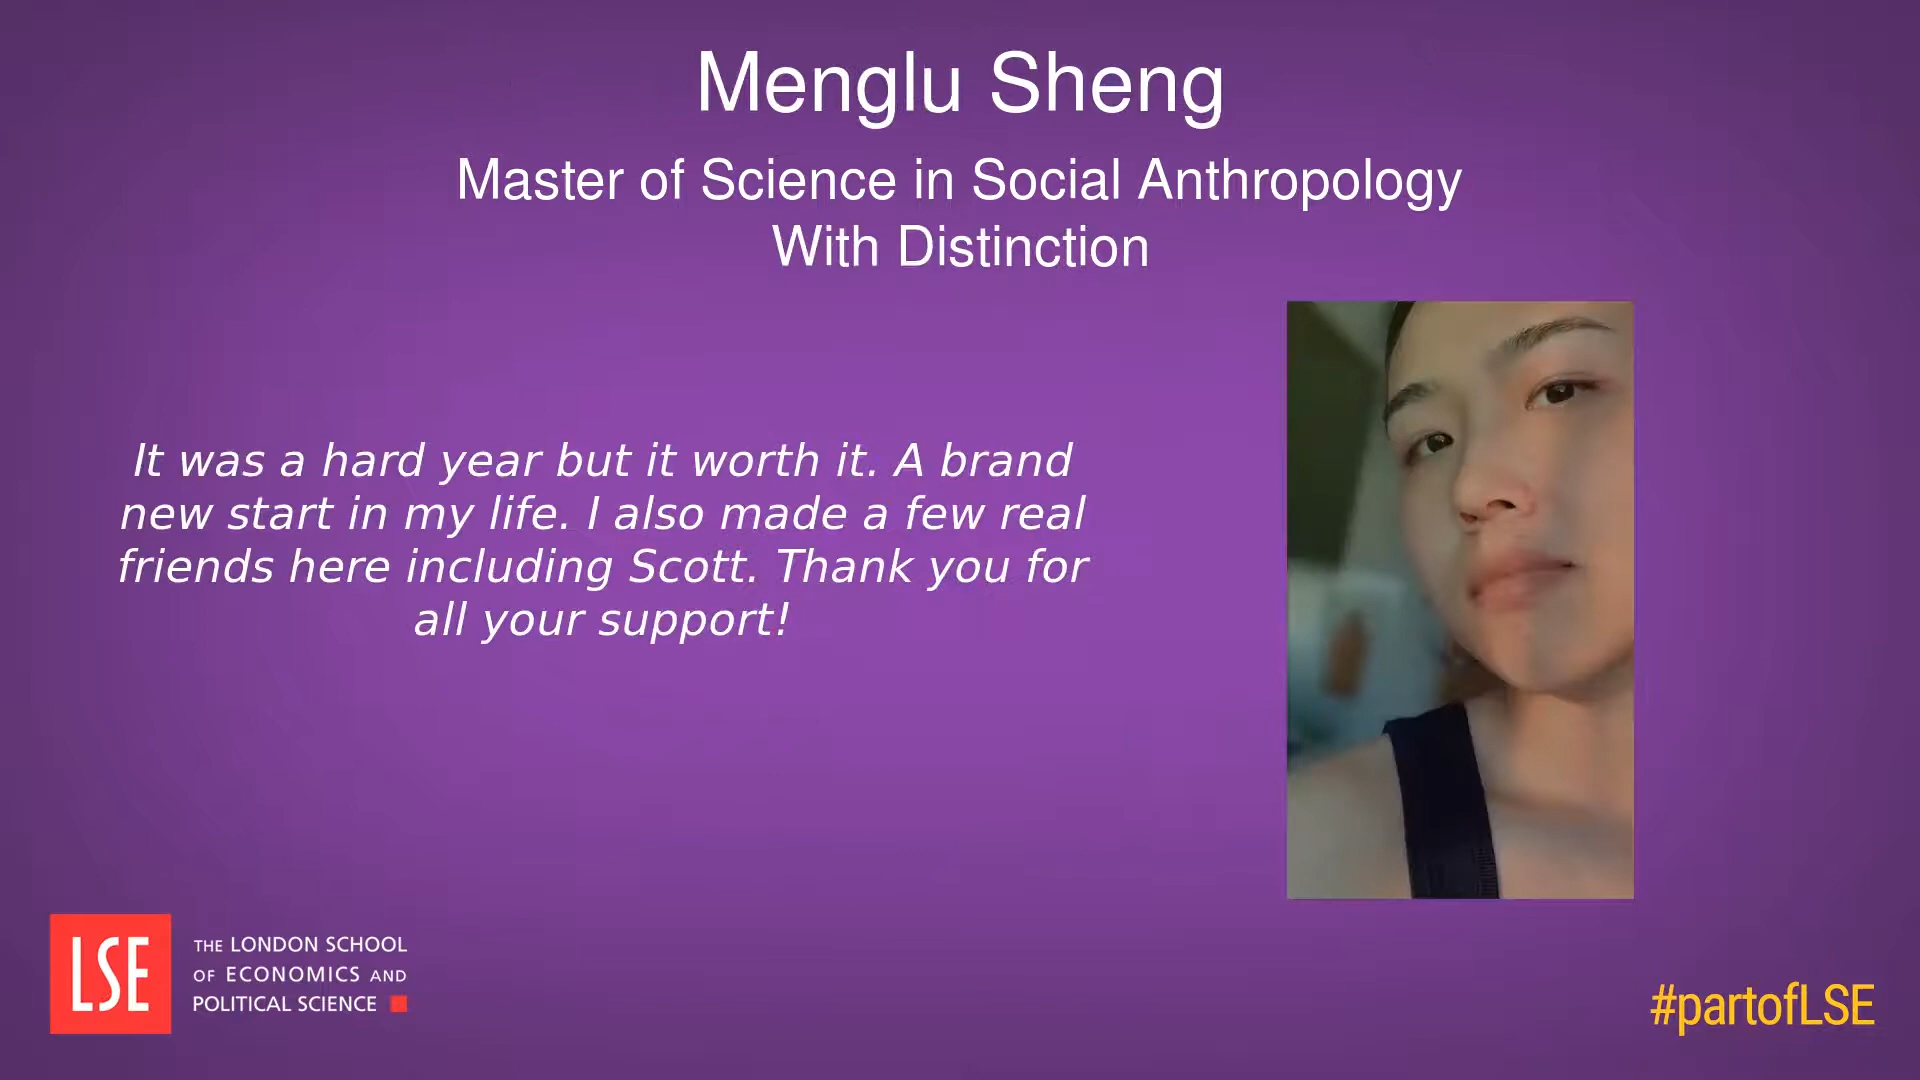 Menglu Sheng
Master of Science in Social Anthropology
With Distinction
It was a hard year but it worth it. A brand
new start in my life. I also made a few real
friends here including Scott. Thank you for
all your support!
LSE
THE LONDON SCHOOL
OF ECONOMICS AND
POLITICAL SCIENCE
#partofLSE